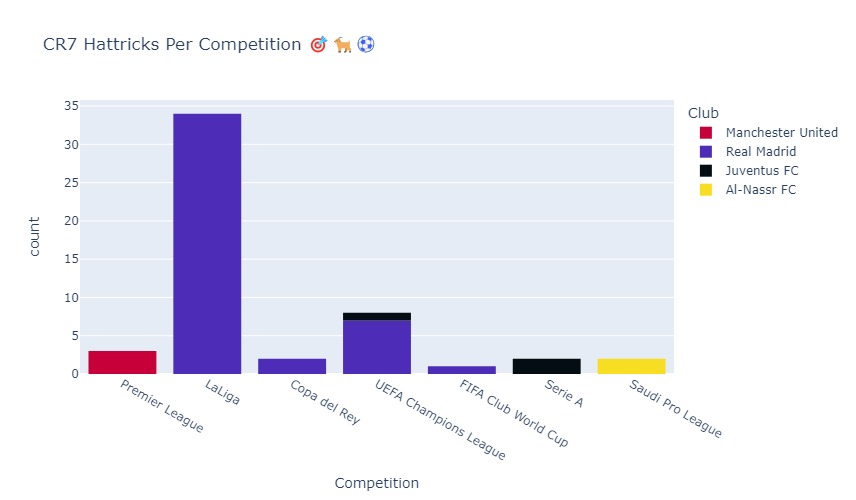 CR7 Hattricks Per Competition 🎯 🐐 ⚽
Club
Manchester United
Real Madrid
Juventus FC
Al-Nassr FC
count
35
30
25
20
15
10
5
0
Premier League
LaLiga
Copa del Rey
UEFA Champions League
FIFA Club World Cup
Serie A
Saudi Pro League
Competition